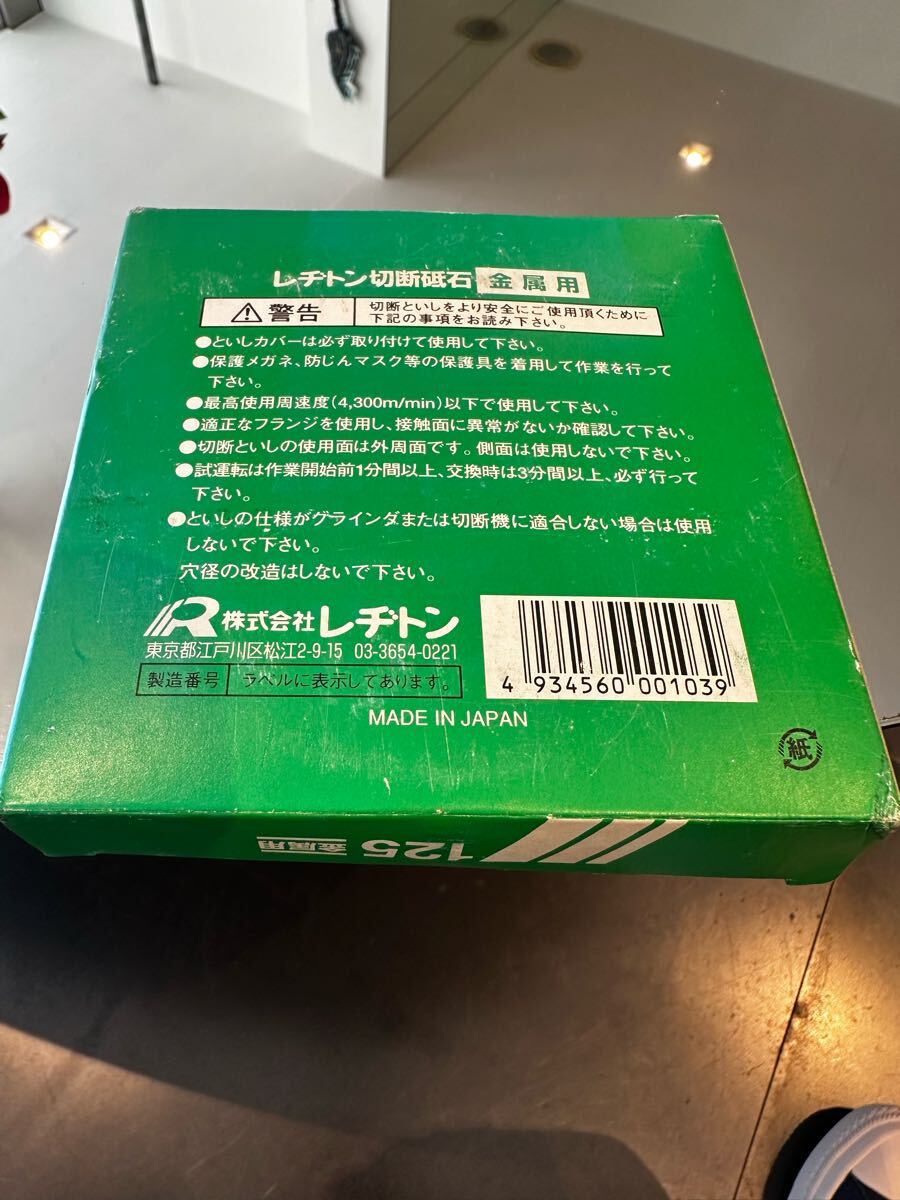 レヂトン切断砥石 金属用
警告 切断といしをより安全にご使用頂くために
下記の事項をお読み下さい。
●といしカバーは必ず取り付けて使用して下さい。
●保護メガネ、防じんマスク等の保護具を着用して作業を行って
下さい。
●最高使用周速度(4,300m/min)以下で使用して下さい。
●適正なフランジを使用し、接触面に異常がないか確認して下さい。
●切断といしの使用面は外周面です。側面は使用しないで下さい。
●試運転は作業開始前1分間以上、交換時は3分間以上、必ず行って
下さい。
●といしの仕様がグラインダまたは切断機に適合しない場合は使用
しないで下さい。
穴径の改造はしないで下さい。
R 株式会社レヂトン
東京都江戸川区松江2-9-15 03-3654-0221
製造番号 ラベルに表示してあります。
4 934560 001039
MADE IN JAPAN
紙
125 金属用